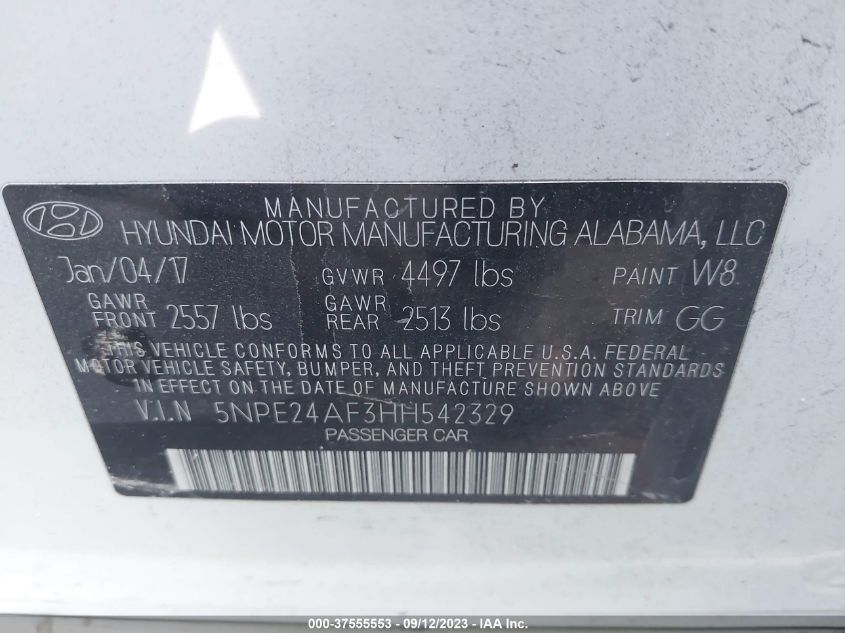 MANUFACTURED BY
HYUNDAI MOTOR MANUFACTURING ALABAMA, LLC
Jan/04/17 GVWR 4497 lbs PAINT W8
GAWR FRONT 2557 lbs GAWR REAR 2513 lbs TRIM GG
THIS VEHICLE CONFORMS TO ALL APPLICABLE U.S.A. FEDERAL
MOTOR VEHICLE SAFETY, BUMPER, AND THEFT PREVENTION STANDARDS
IN EFFECT ON THE DATE OF MANUFACTURE SHOWN ABOVE
V.I.N 5NPE24AF3HH542329
PASSENGER CAR
000-37555553 - 09/12/2023 - IAA Inc.